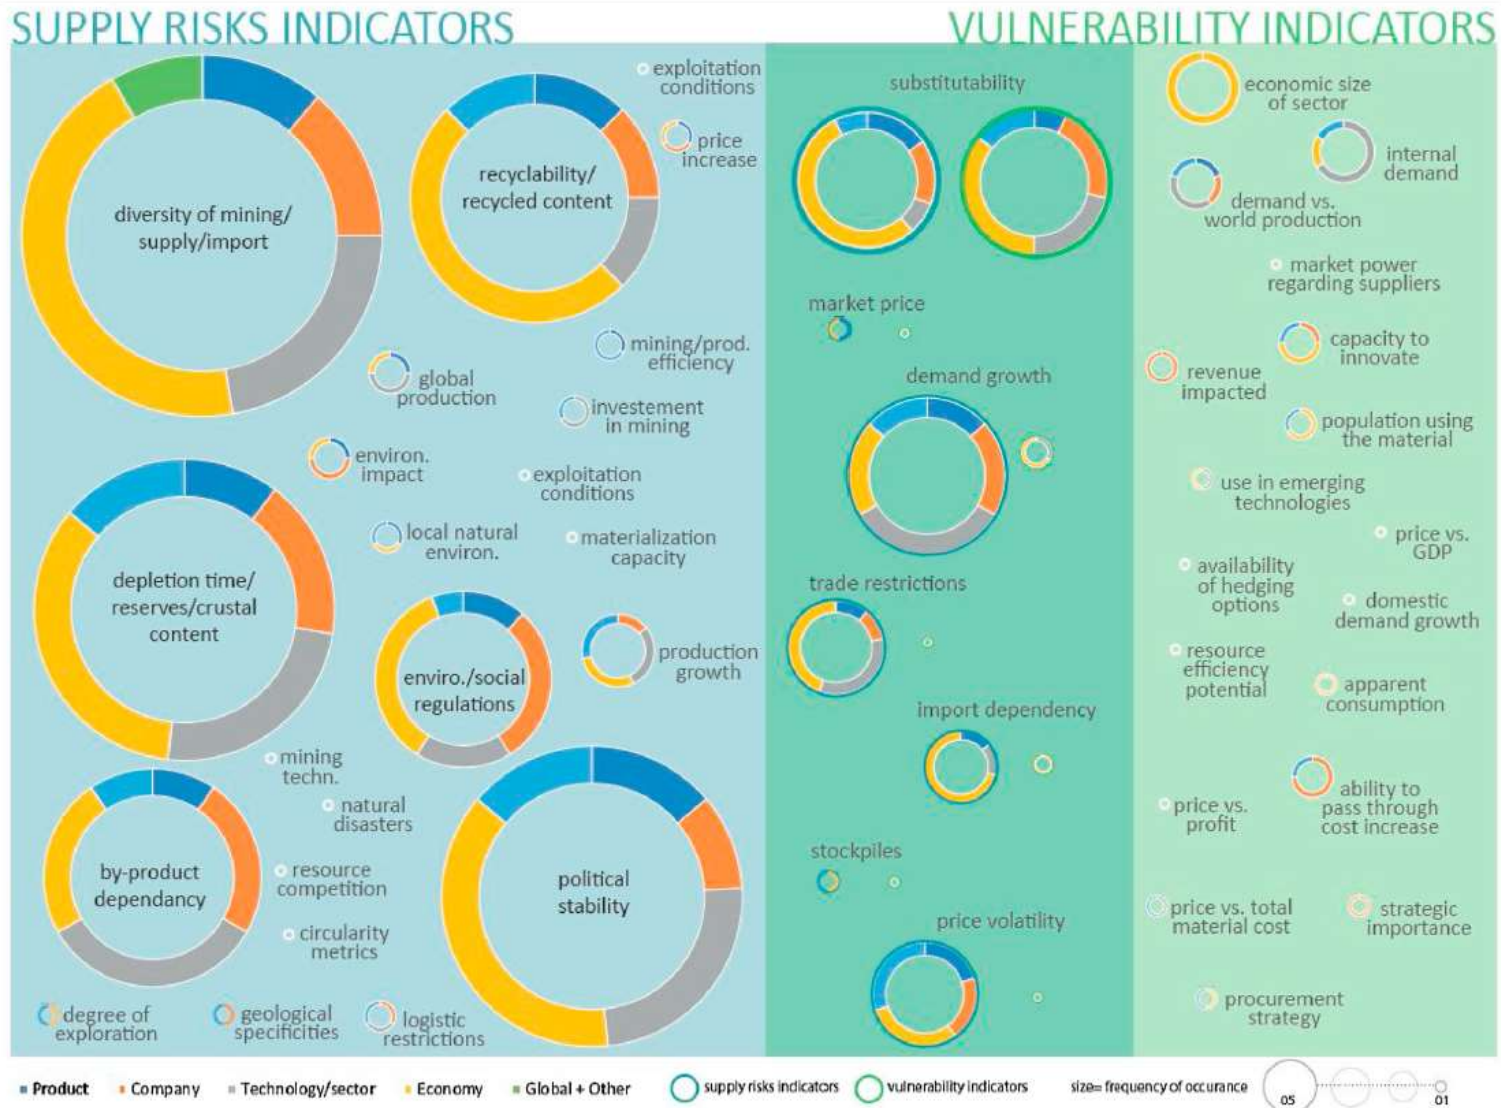 SUPPLY RISKS INDICATORS
VULNERABILITY INDICATORS
diversity of mining/
supply/import
recyclability/
recycled content
exploitation
conditions
price
increase
mining/prod.
efficiency
global
production
investement
in mining
environ.
impact
exploitation
conditions
local natural
environ.
materialization
capacity
depletion time/
reserves/crustal
content
enviro./social
regulations
production
growth
mining
techn.
natural
disasters
by-product
dependancy
resource
competition
circularity
metrics
political
stability
degree of
exploration
geological
specificities
logistic
restrictions
substitutability
market price
demand growth
trade restrictions
import dependency
stockpiles
price volatility
economic size
of sector
internal
demand
demand vs.
world production
market power
regarding suppliers
capacity to
innovate
revenue
impacted
population using
the material
use in emerging
technologies
price vs.
GDP
availability
of hedging
options
domestic
demand growth
resource
efficiency
potential
apparent
consumption
ability to
pass through
cost increase
price vs.
profit
price vs. total
material cost
strategic
importance
procurement
strategy
Product
Company
Technology/sector
Economy
Global + Other
supply risks indicators
vulnerability indicators
size= frequency of occurance
05
01